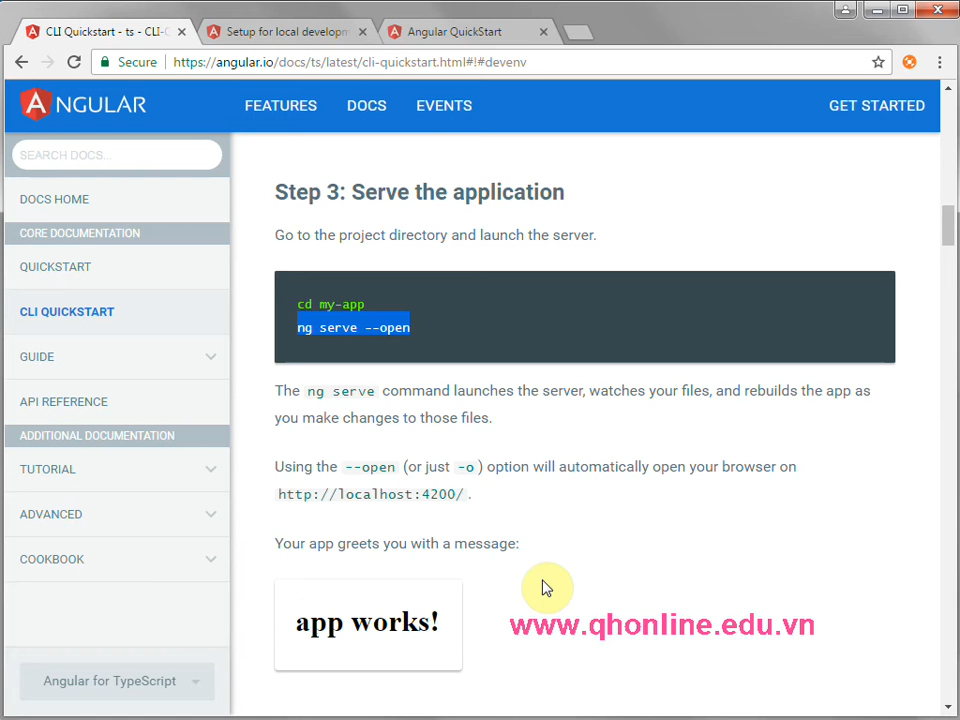 CLI Quickstart - ts - CLI-Q
Setup for local developm
Angular QuickStart
Secure
https://angular.io/docs/ts/latest/cli-quickstart.html#!#devenv
ANGULAR
FEATURES
DOCS
EVENTS
GET STARTED
SEARCH DOCS...
DOCS HOME
CORE DOCUMENTATION
QUICKSTART
CLI QUICKSTART
GUIDE
API REFERENCE
ADDITIONAL DOCUMENTATION
TUTORIAL
ADVANCED
COOKBOOK
Angular for TypeScript
Step 3: Serve the application
Go to the project directory and launch the server.
cd my-app
ng serve --open
The ng serve command launches the server, watches your files, and rebuilds the app as
you make changes to those files.
Using the --open (or just -o ) option will automatically open your browser on
http://localhost:4200/ .
Your app greets you with a message:
app works!
www.qhonline.edu.vn